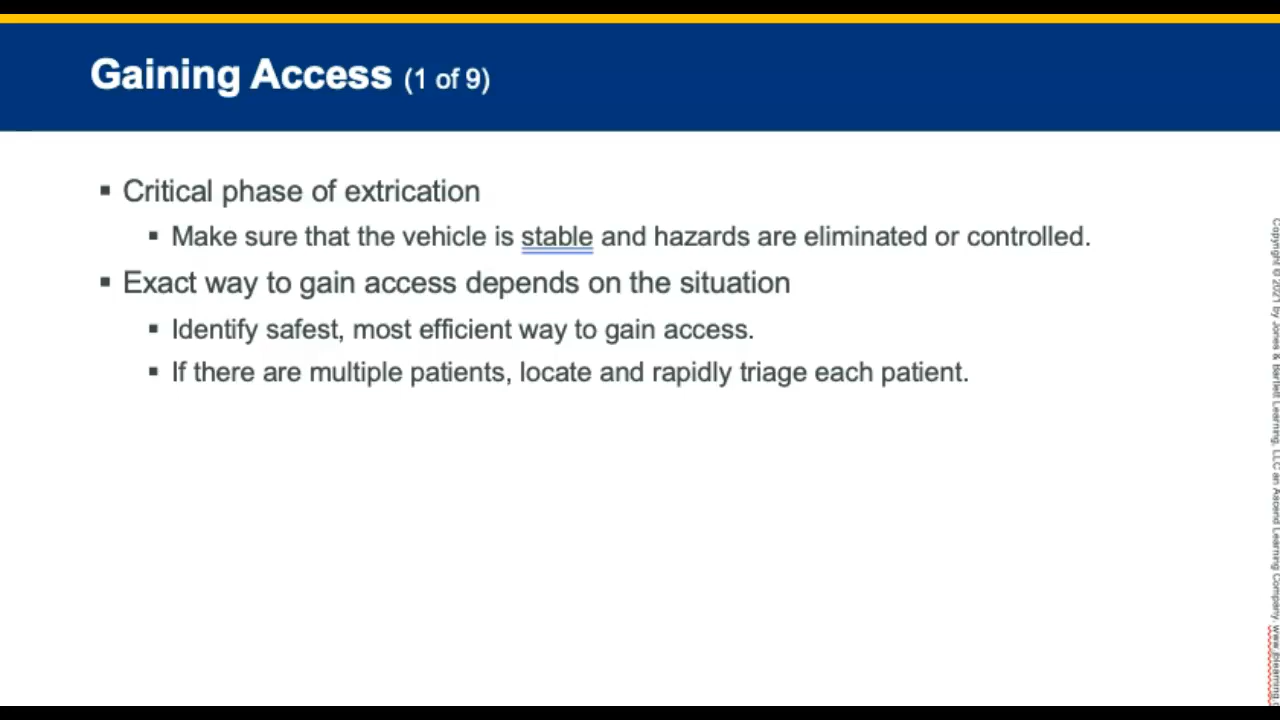 Gaining Access (1 of 9)
▪ Critical phase of extrication
▪ Make sure that the vehicle is stable and hazards are eliminated or controlled.
▪ Exact way to gain access depends on the situation
▪ Identify safest, most efficient way to gain access.
▪ If there are multiple patients, locate and rapidly triage each patient.
Copyright © 2021 by Jones & Bartlett Learning, LLC an Ascend Learning Company. www.jblearning.c